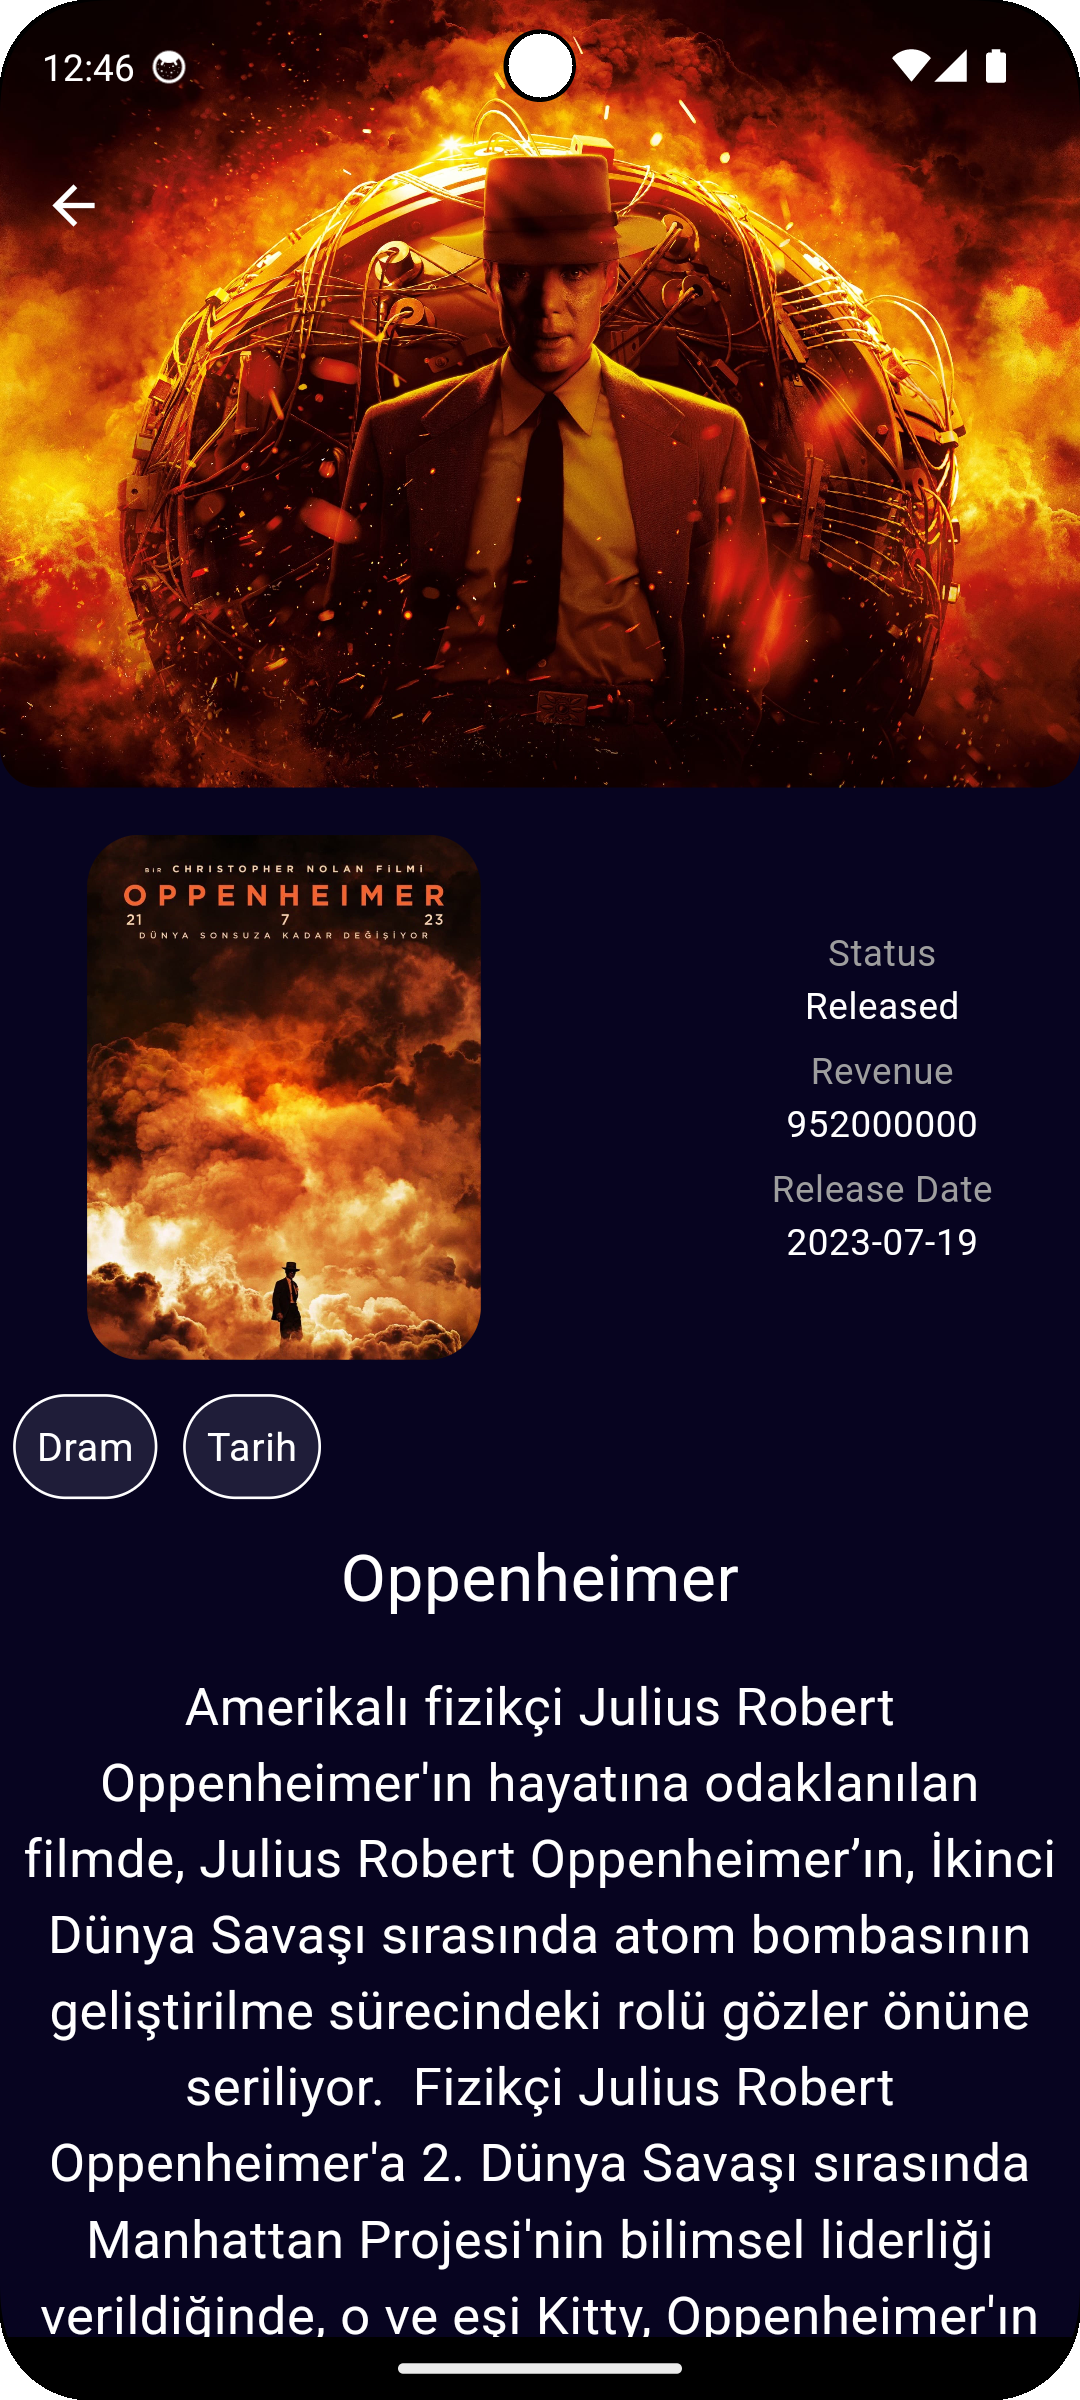 12:46
BIR CHRISTOPHER NOLAN FiLMi
OPPENHEIMER
21 7 23
DÜNYA SONSUZA KADAR DEĞİŞİYOR
Status
Released
Revenue
952000000
Release Date
2023-07-19
Dram Tarih
Oppenheimer
Amerikalı fizikçi Julius Robert
Oppenheimer'ın hayatına odaklanılan
filmde, Julius Robert Oppenheimer’ın, İkinci
Dünya Savaşı sırasında atom bombasının
geliştirilme sürecindeki rolü gözler önüne
seriliyor.  Fizikçi Julius Robert
Oppenheimer'a 2. Dünya Savaşı sırasında
Manhattan Projesi'nin bilimsel liderliği
verildiğinde, o ve eşi Kitty, Oppenheimer'ın